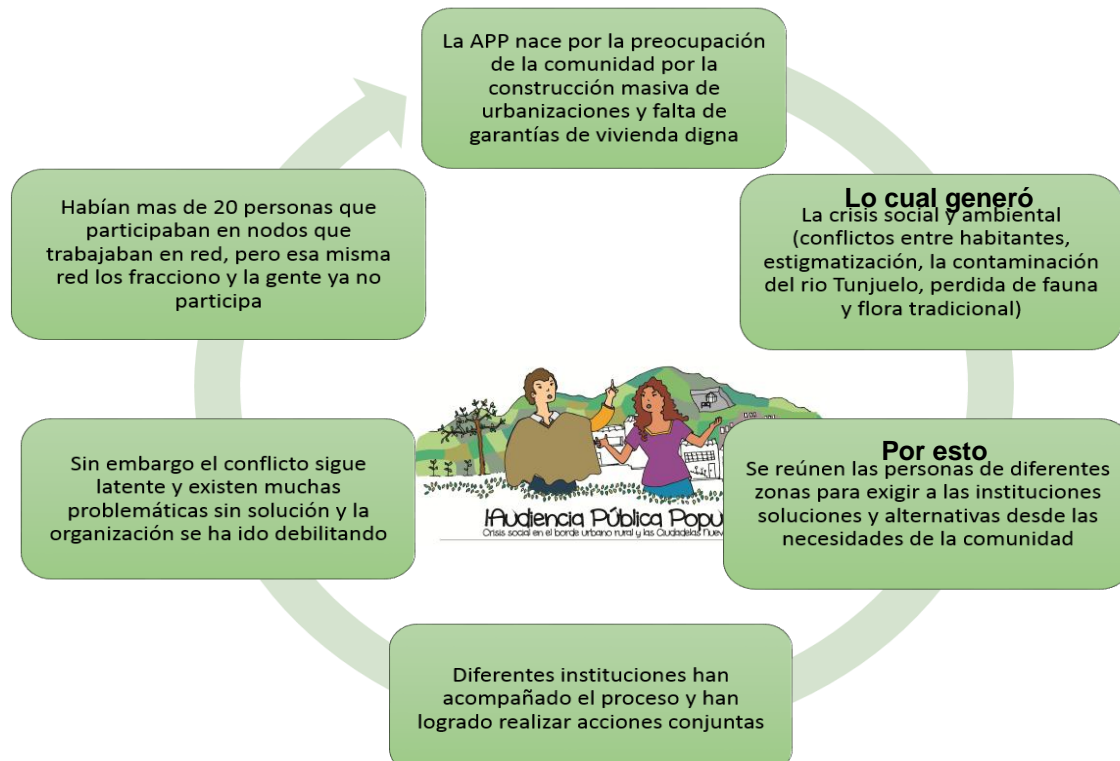 La APP nace por la preocupación
de la comunidad por la
construcción masiva de
urbanizaciones y falta de
garantías de vivienda digna
Lo cual generó
La crisis social y ambiental
(conflictos entre habitantes,
estigmatización, la contaminación
del rio Tunjuelo, perdida de fauna
y flora tradicional)
Por esto
Se reúnen las personas de diferentes
zonas para exigir a las instituciones
soluciones y alternativas desde las
necesidades de la comunidad
Diferentes instituciones han
acompañado el proceso y han
logrado realizar acciones conjuntas
Sin embargo el conflicto sigue
latente y existen muchas
problemáticas sin solución y la
organización se ha ido debilitando
Habían mas de 20 personas que
participaban en nodos que
trabajaban en red, pero esa misma
red los fracciono y la gente ya no
participa
IAudiencia Pública Popu
Crisis social en el borde urbano rural y las Ciudadelas Nuev